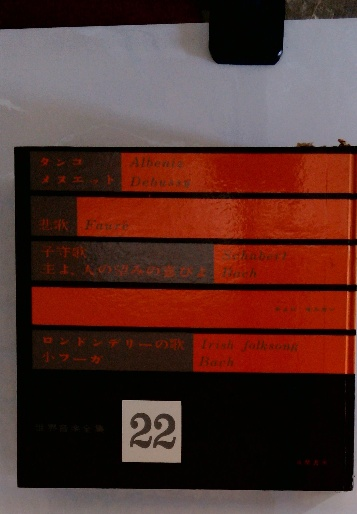 タンゴ Albeniz
メヌエット Debussy
悲歌 Faure
子守歌 Schubert
主よ、人の望みの喜びよ Bach
ロンドンデリーの歌 Irish folksong
小フーガ Bach
22